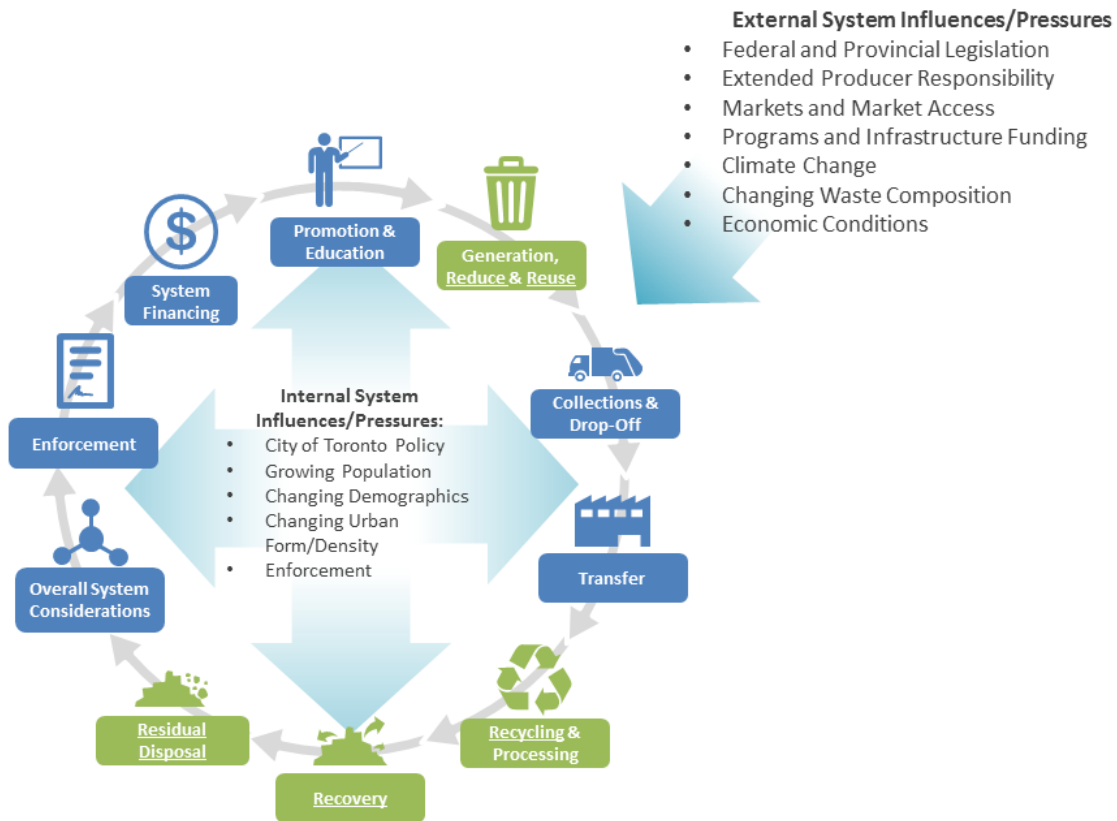 External System Influences/Pressures
• Federal and Provincial Legislation
• Extended Producer Responsibility
• Markets and Market Access
• Programs and Infrastructure Funding
• Climate Change
• Changing Waste Composition
• Economic Conditions
Promotion &
Education
Generation,
Reduce & Reuse
System
Financing
Collections &
Drop-Off
Enforcement
Internal System
Influences/Pressures:
• City of Toronto Policy
• Growing Population
• Changing Demographics
• Changing Urban
Form/Density
• Enforcement
Transfer
Overall System
Considerations
Recycling &
Processing
Residual
Disposal
Recovery
$